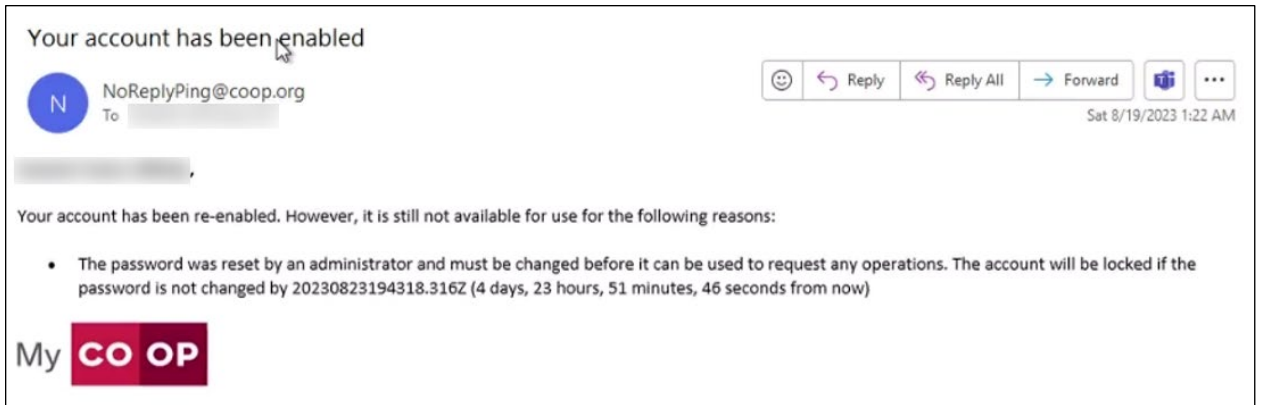 Your account has been enabled
N
NoReplyPing@coop.org
To
Reply
Reply All
Forward
Sat 8/19/2023 1:22 AM
,
Your account has been re-enabled. However, it is still not available for use for the following reasons:
• The password was reset by an administrator and must be changed before it can be used to request any operations. The account will be locked if the
password is not changed by 20230823194318.316Z (4 days, 23 hours, 51 minutes, 46 seconds from now)
My CO OP